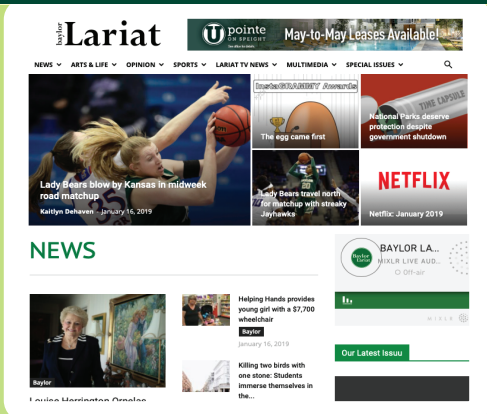 baylor Lariat
U pointe ON SPEIGHT
May-to-May Leases Available!
NEWS ARTS & LIFE OPINION SPORTS LARIAT TV NEWS MULTIMEDIA SPECIAL ISSUES
InstaGRAMMY Awards
The egg came first
TIME CAPSULE
National Parks deserve
protection despite
government shutdown
Lady Bears blow by Kansas in midweek
road matchup
Kaitlyn Dehaven - January 16, 2019
Lady Bears travel north
for matchup with streaky
Jayhawks
NETFLIX
Netflix: January 2019
NEWS
Baylor
Louise Herrington Ornelas
Helping Hands provides
young girl with a $7,700
wheelchair
Baylor
January 16, 2019
Killing two birds with
one stone: Students
immerse themselves in
the...
Baylor Lariat
BAYLOR LA...
MIXLR LIVE AUD...
Off-air
MIXLR
Our Latest Issuu